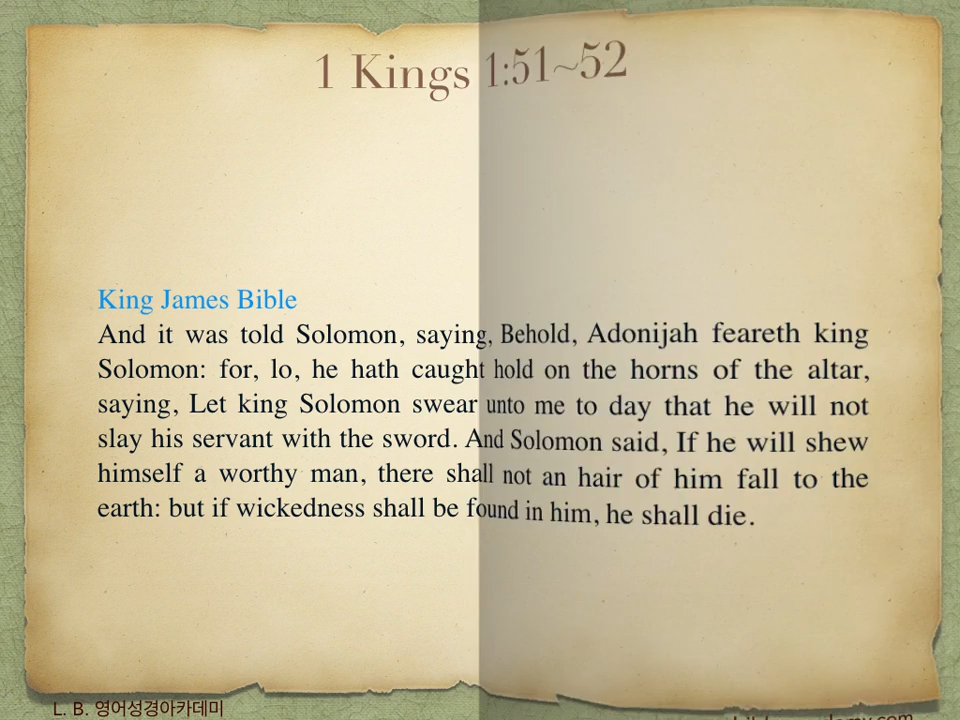 1 Kings 1:51~52
King James Bible
And it was told Solomon, saying, Behold, Adonijah feareth king
Solomon: for, lo, he hath caught hold on the horns of the altar,
saying, Let king Solomon swear unto me to day that he will not
slay his servant with the sword. And Solomon said, If he will shew
himself a worthy man, there shall not an hair of him fall to the
earth: but if wickedness shall be found in him, he shall die.
L. B. 영어성경아카데미